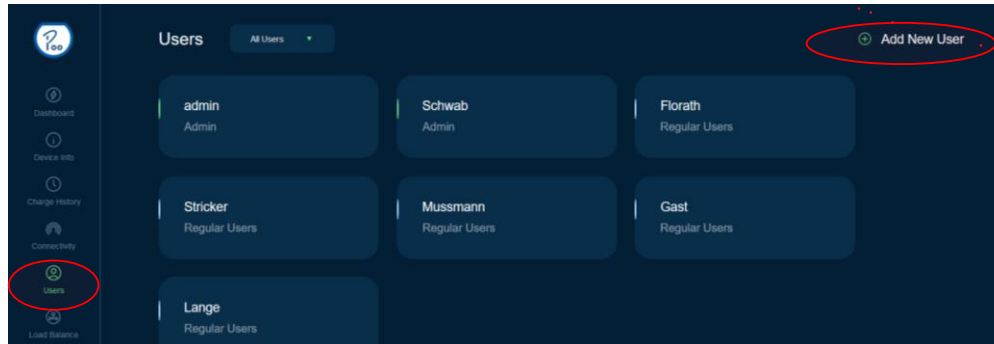 Poo
Users
All Users
Add New User
Dashboard
Device Info
Charge History
Connectivity
Users
Load Balance
admin
Admin
Schwab
Admin
Florath
Regular Users
Stricker
Regular Users
Mussmann
Regular Users
Gast
Regular Users
Lange
Regular Users